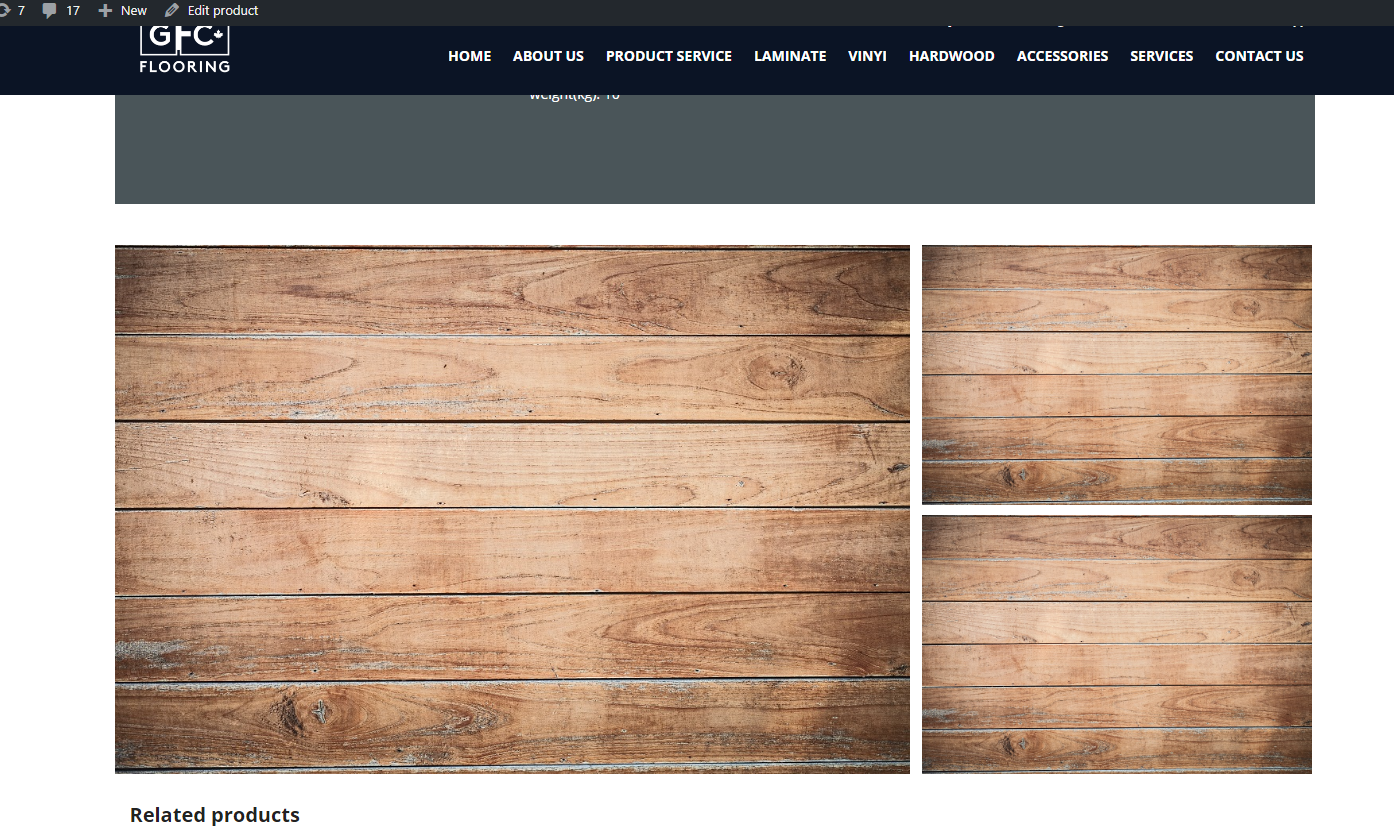 7 17 New Edit product
GFC
FLOORING
HOME ABOUT US PRODUCT SERVICE LAMINATE VINYI HARDWOOD ACCESSORIES SERVICES CONTACT US
weight(kg): 10
Related products